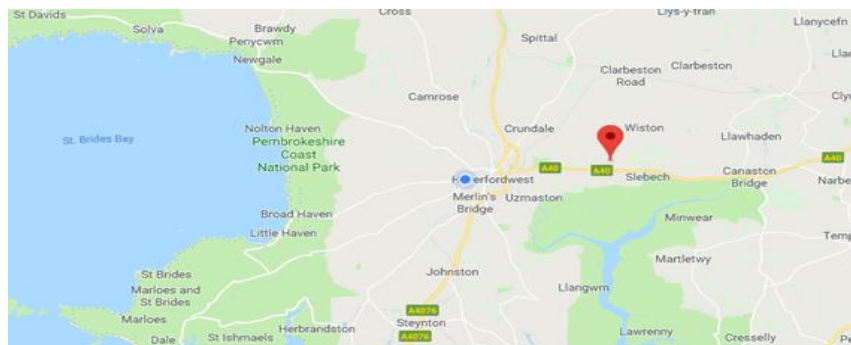 St Davids
Solva
Brawdy
Penycwm
Newgale
Cross
Spittal
Llys-y-fran
Llanycefn
Clarbeston
Road
Clarbeston
Camrose
St. Brides Bay
Nolton Haven
Pembrokeshire
Coast
National Park
Crundale
Wiston
Llawhaden
A40
A40
A40
Slebech
Canaston
Bridge
Merlin's
Bridge
Uzmaston
Broad Haven
Little Haven
Minwear
Martletwy
Johnston
St Brides
Marloes and
St Brides
Marloes
Dale
St Ishmaels
Herbrandston
A4076
Steynton
A4076
Llangwm
Lawrenny
Cresselly